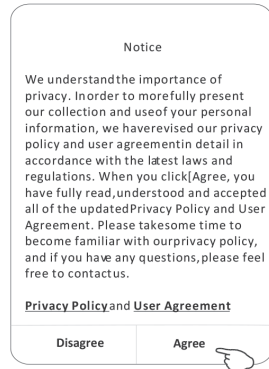 Notice
We understand the importance of
privacy. Inorder to morefully present
our collection and useof your personal
information, we haverevised our privacy
policy and user agreementin detail in
accordance with the latest laws and
regulations. When you click[Agree, you
have fully read,understood and accepted
all of the updatedPrivacy Policy and User
Agreement. Please takesome time to
become familiar with ourprivacy policy,
and if you have any questions,please feel
free to contactus.
Privacy Policy and User Agreement
Disagree Agree